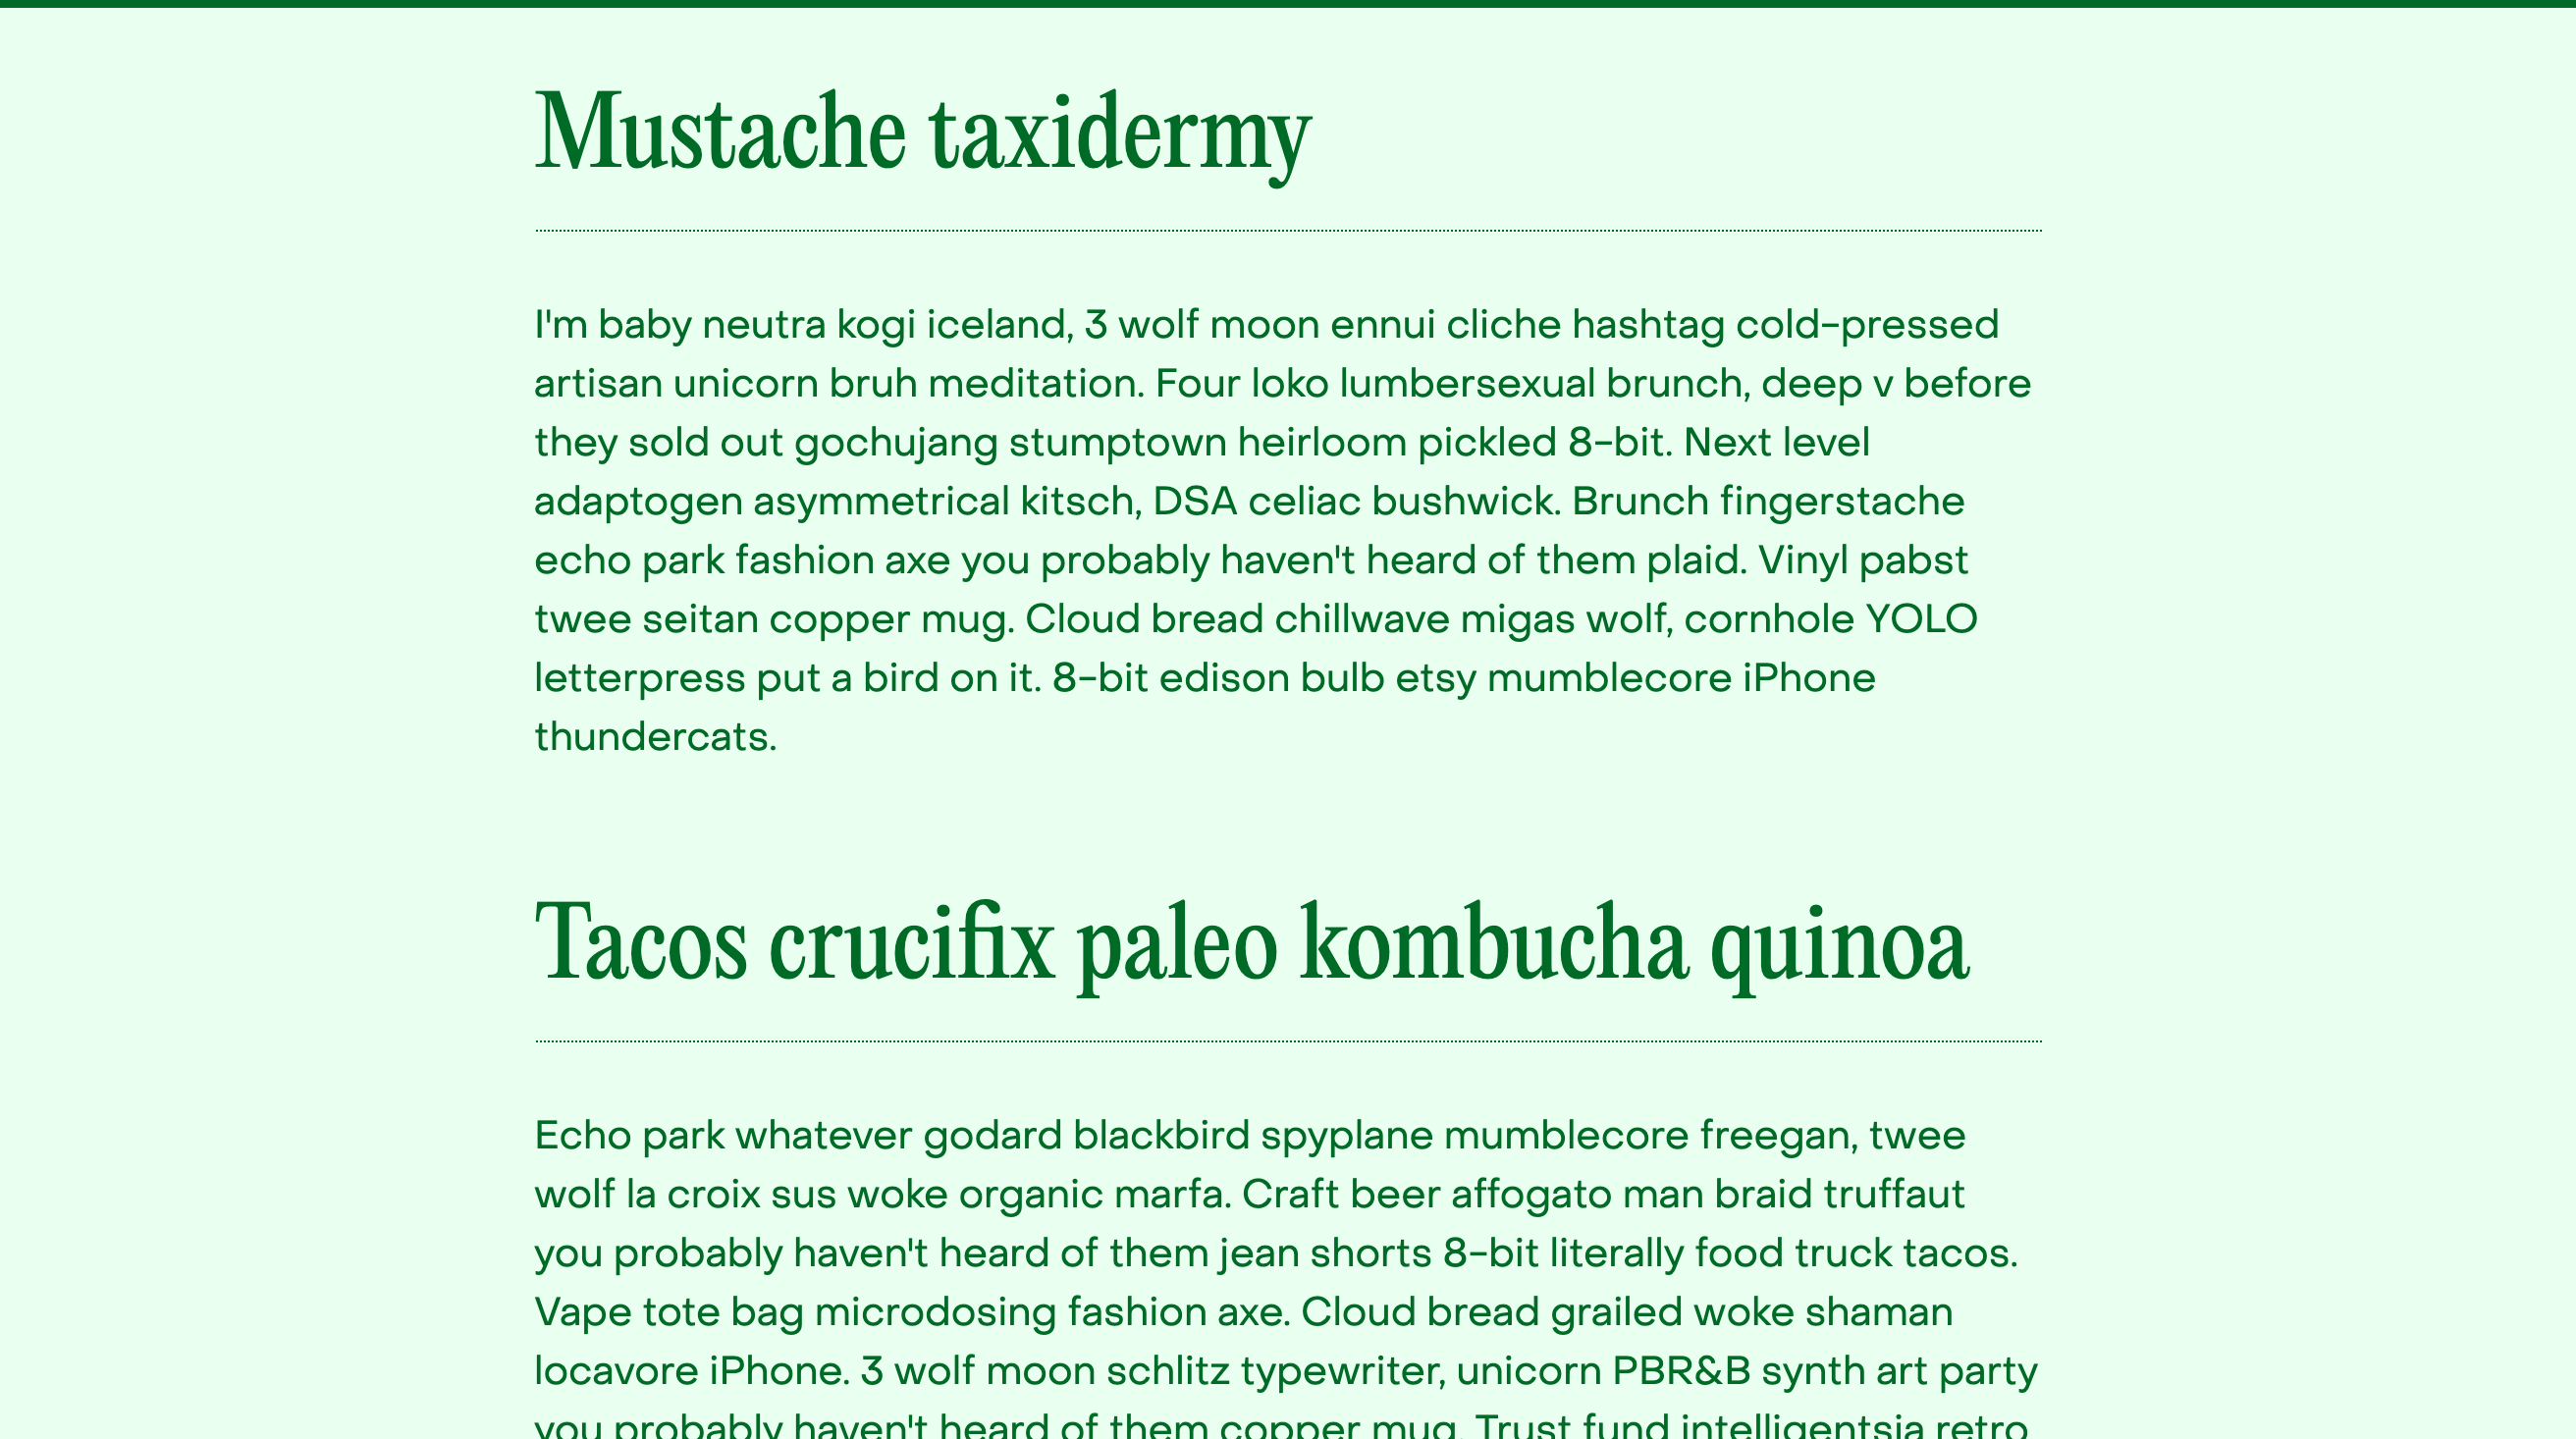 Mustache taxidermy
I'm baby neutra kogi iceland, 3 wolf moon ennui cliche hashtag cold-pressed
artisan unicorn bruh meditation. Four loko lumbersexual brunch, deep v before
they sold out gochujang stumptown heirloom pickled 8-bit. Next level
adaptogen asymmetrical kitsch, DSA celiac bushwick. Brunch fingerstache
echo park fashion axe you probably haven't heard of them plaid. Vinyl pabst
twee seitan copper mug. Cloud bread chillwave migas wolf, cornhole YOLO
letterpress put a bird on it. 8-bit edison bulb etsy mumblecore iPhone
thundercats.
Tacos crucifix paleo kombucha quinoa
Echo park whatever godard blackbird spyplane mumblecore freegan, twee
wolf la croix sus woke organic marfa. Craft beer affogato man braid truffaut
you probably haven't heard of them jean shorts 8-bit literally food truck tacos.
Vape tote bag microdosing fashion axe. Cloud bread grailed woke shaman
locavore iPhone. 3 wolf moon schlitz typewriter, unicorn PBR&B synth art party
you probably haven't heard of them copper mug. Trust fund intelligentsia retro